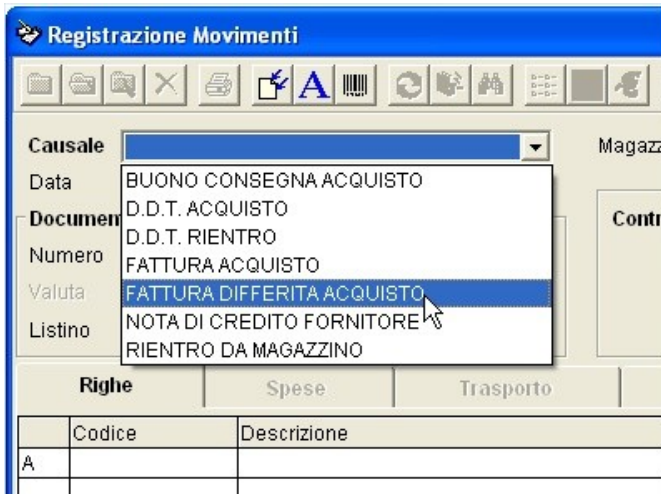 Registrazione Movimenti
A
Causale
Magazz
Data
BUONO CONSEGNA ACQUISTO
D.D.T. ACQUISTO
Documen
Contr
D.D.T. RIENTRO
Numero
FATTURA ACQUISTO
Valuta
FATTURA DIFFERITA ACQUISTO
Listino
NOTA DI CREDITO FORNITORE
RIENTRO DA MAGAZZINO
Righe Spese Trasporto
Codice Descrizione
A